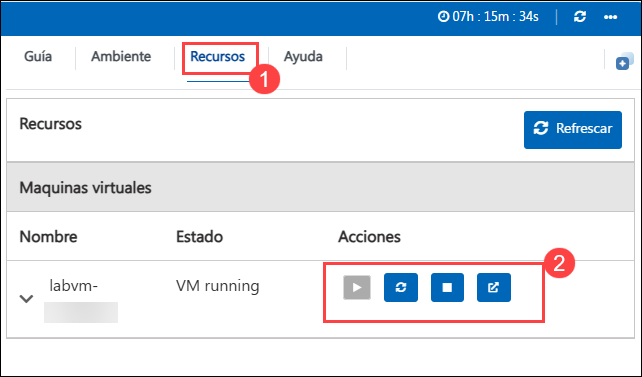 07h : 15m : 34s
Guía Ambiente Recursos Ayuda
1
Recursos Refrescar
Maquinas virtuales
Nombre Estado Acciones
2
labvm- VM running